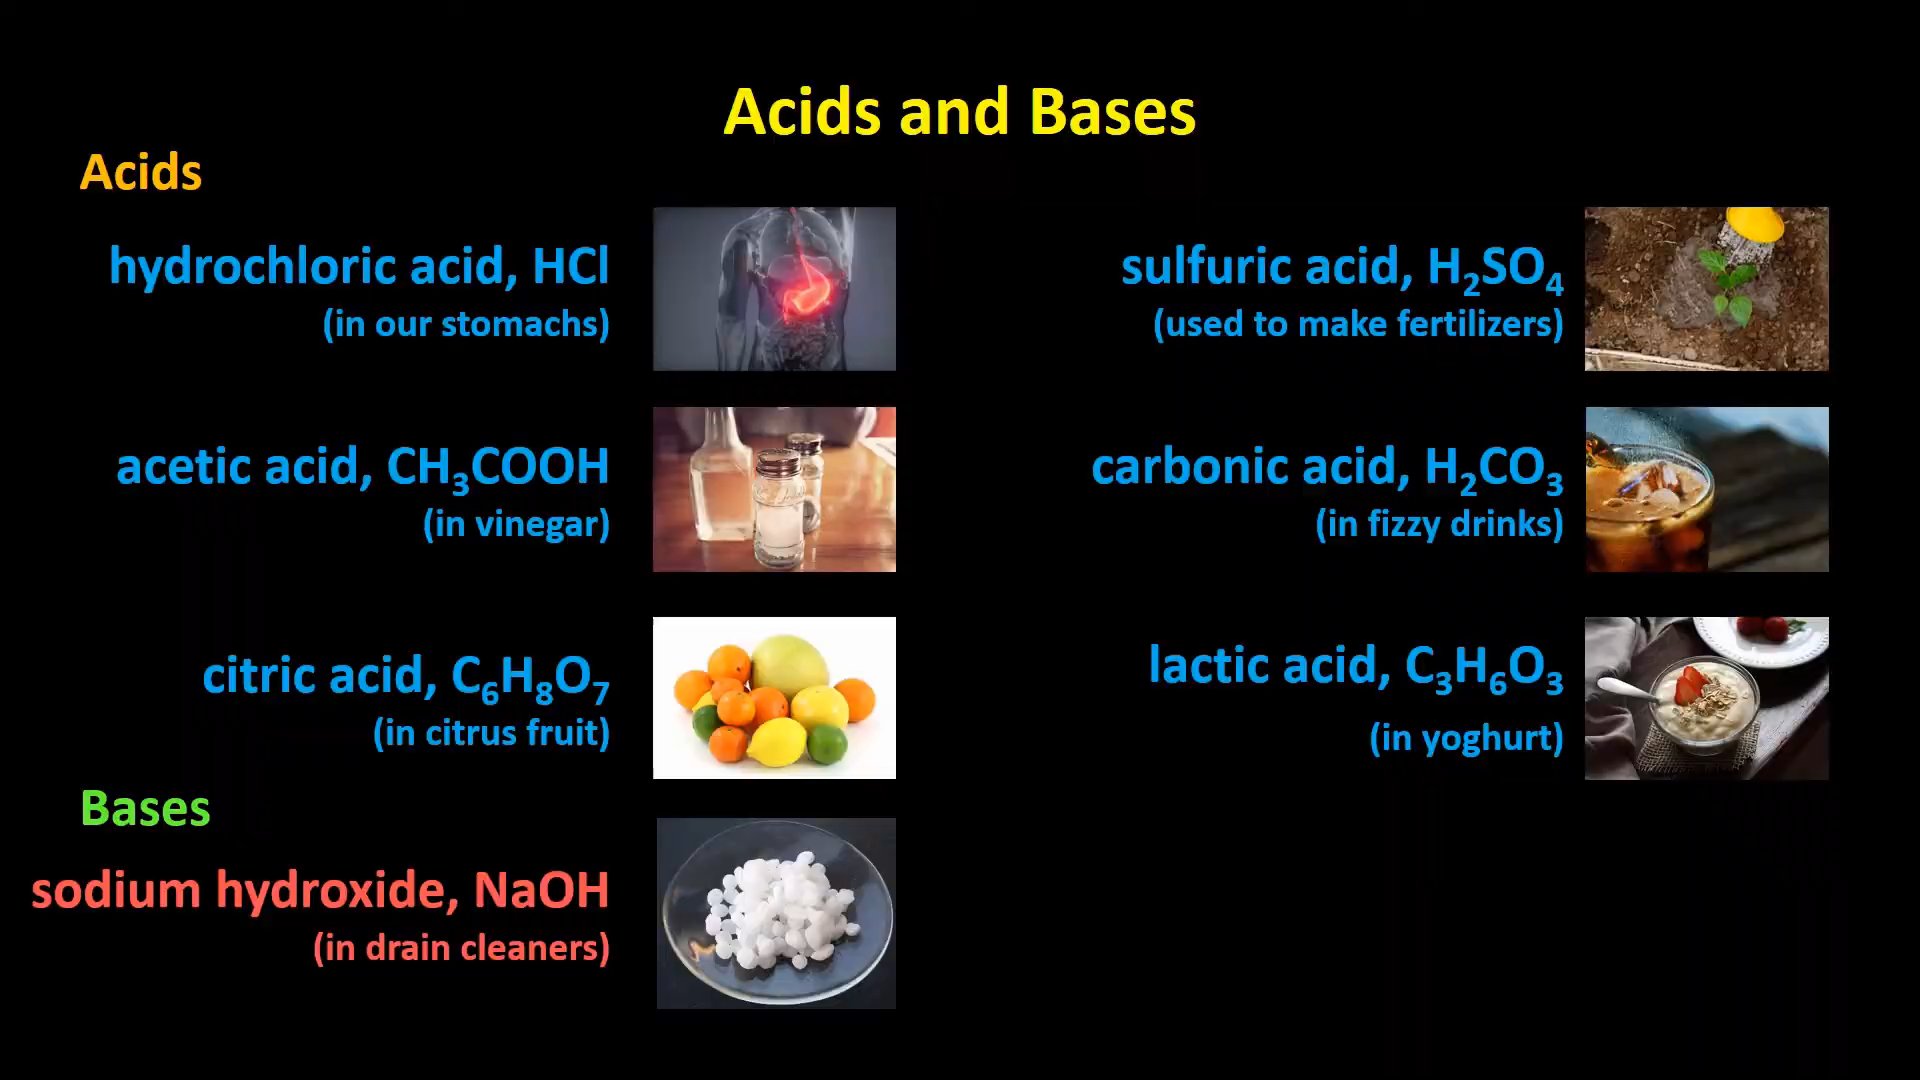 Acids and Bases
Acids
hydrochloric acid, HCl
(in our stomachs)
sulfuric acid, H₂SO₄
(used to make fertilizers)
acetic acid, CH₃COOH
(in vinegar)
carbonic acid, H₂CO₃
(in fizzy drinks)
citric acid, C₆H₈O₇
(in citrus fruit)
lactic acid, C₃H₆O₃
(in yoghurt)
Bases
sodium hydroxide, NaOH
(in drain cleaners)